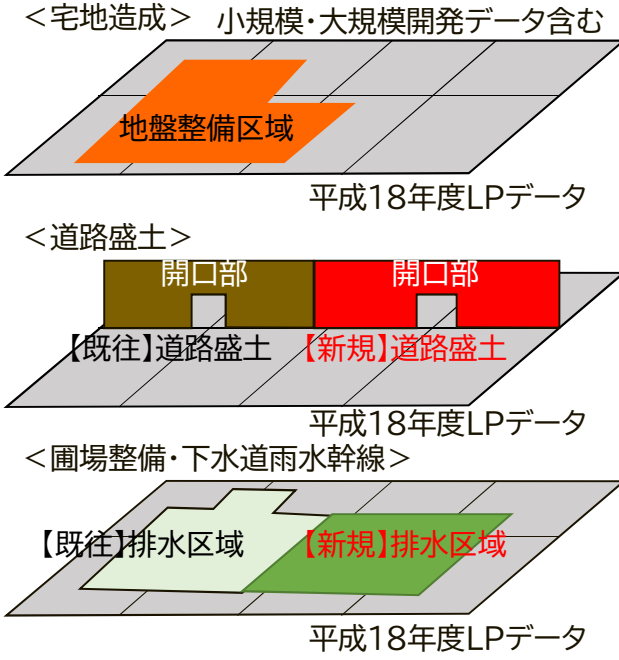 ＜宅地造成＞ 小規模・大規模開発データ含む
地盤整備区域
平成18年度LPデータ
＜道路盛土＞
開口部 開口部
【既往】道路盛土 【新規】道路盛土
平成18年度LPデータ
＜圃場整備・下水道雨水幹線＞
【既往】排水区域 【新規】排水区域
平成18年度LPデータ